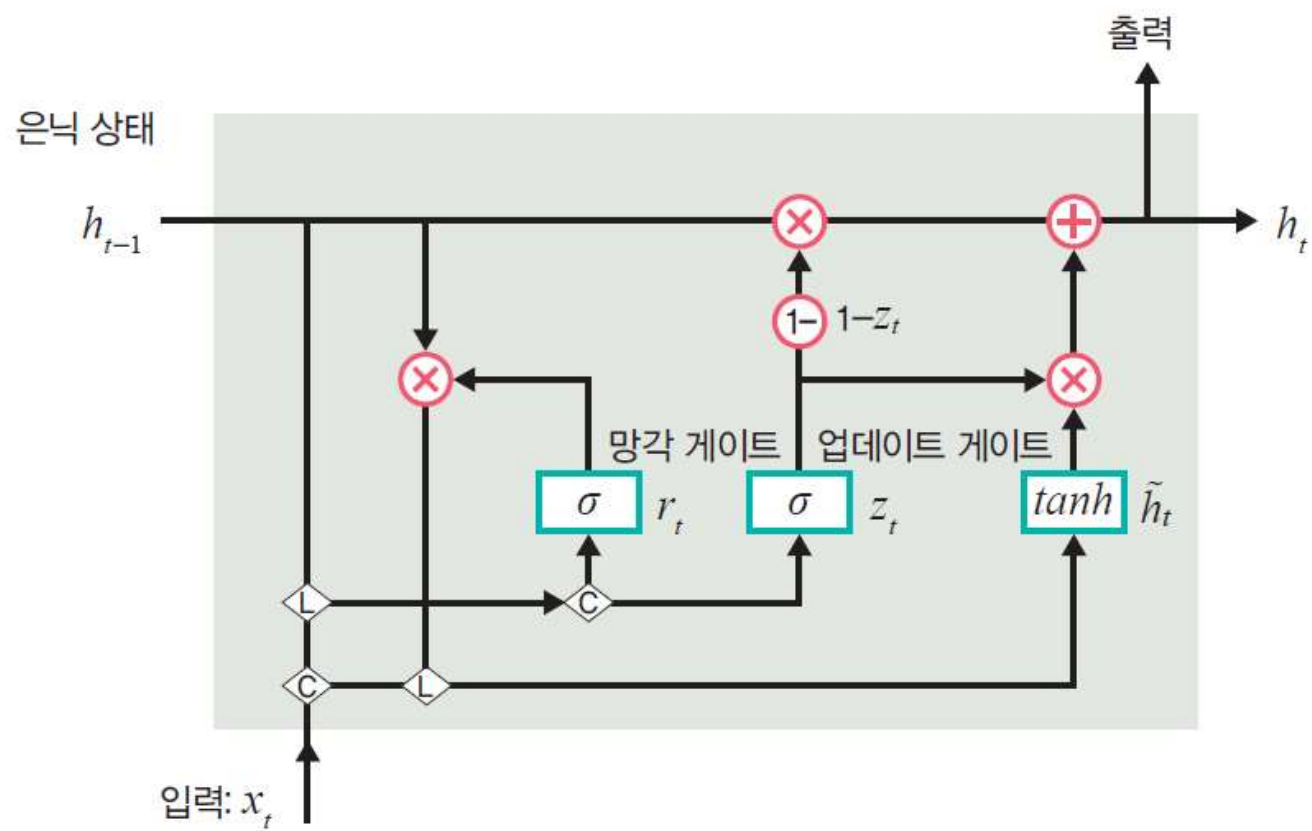 출력
은닉 상태
h_{t-1}
h_t
1- 1-z_t
망각 게이트 업데이트 게이트
σ r_t σ z_t tanh h̃_t
L C
C L
입력: x_t